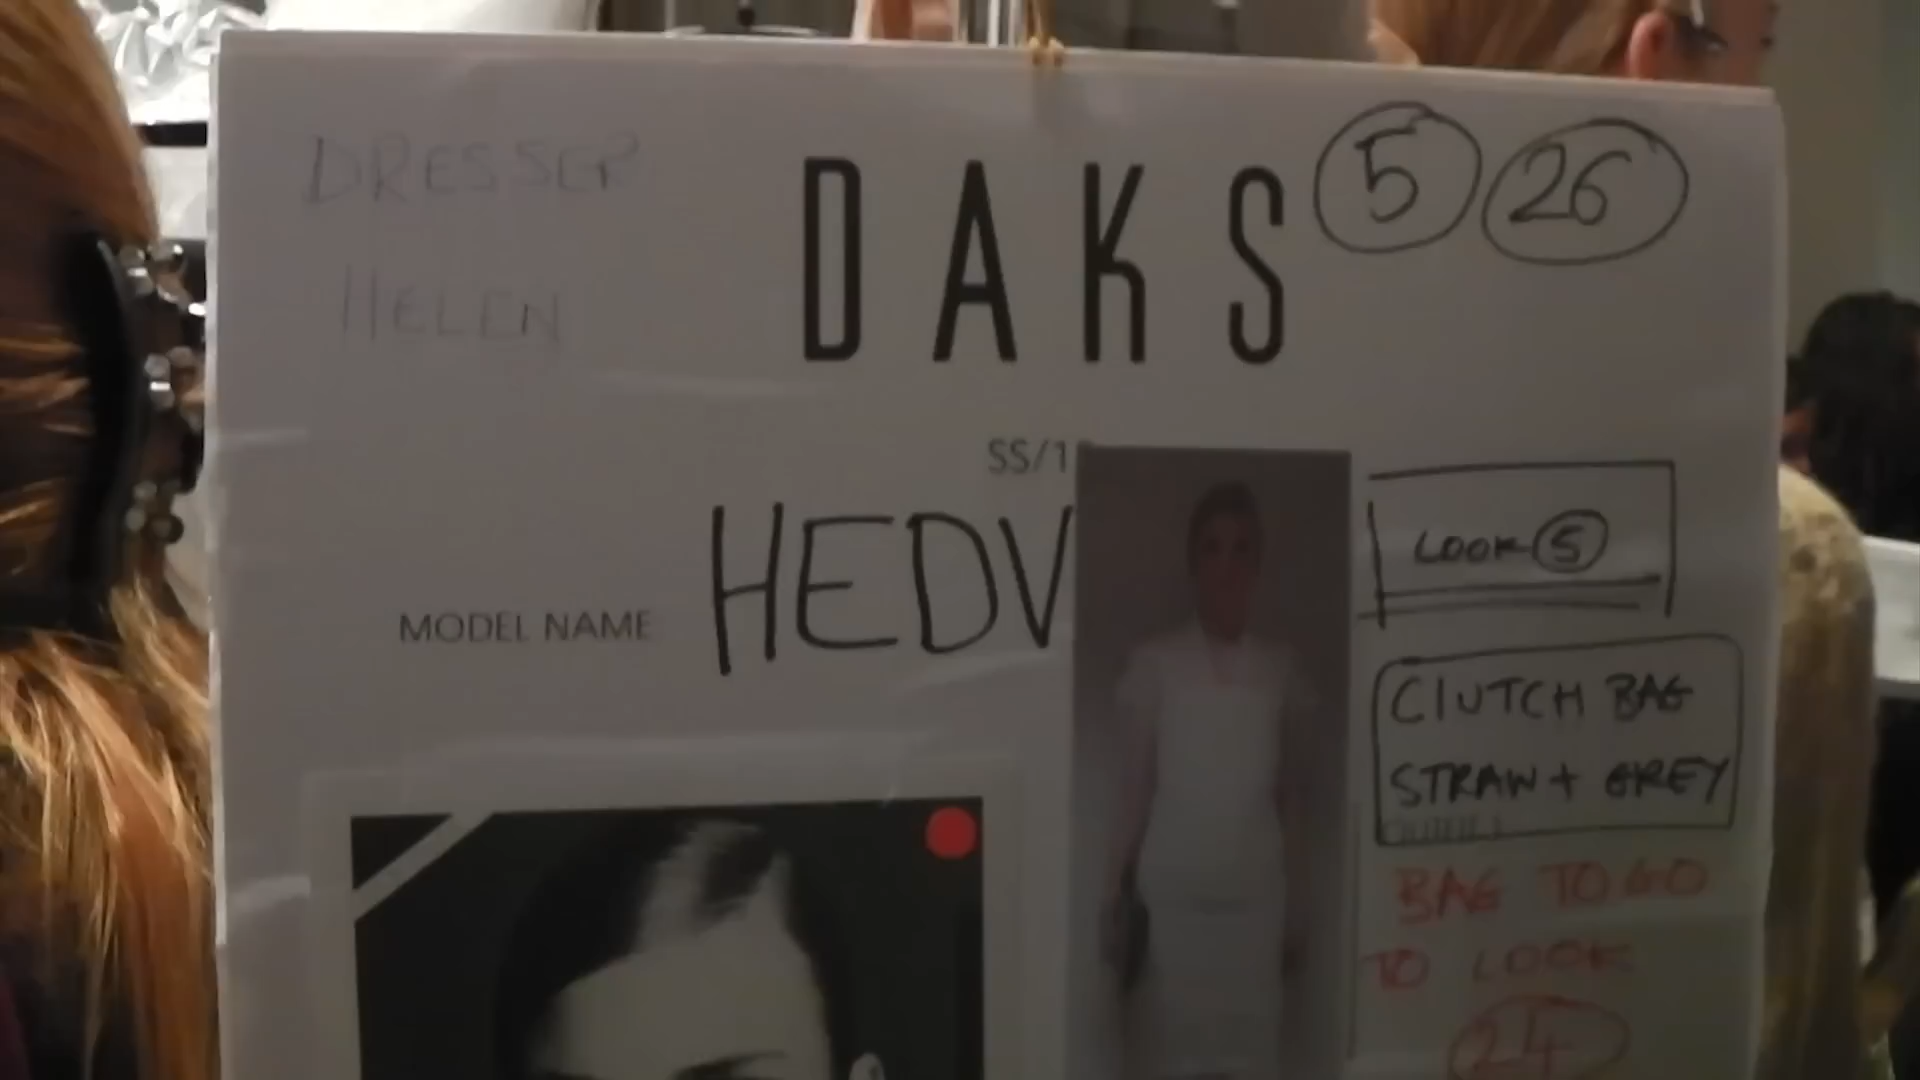 DRESSER
HELEN
DAKS
5 26
SS/1
MODEL NAME HEDV
LOOK 5
CLUTCH BAG
STRAW + GREY
BAG TO GO
TO LOOK
24